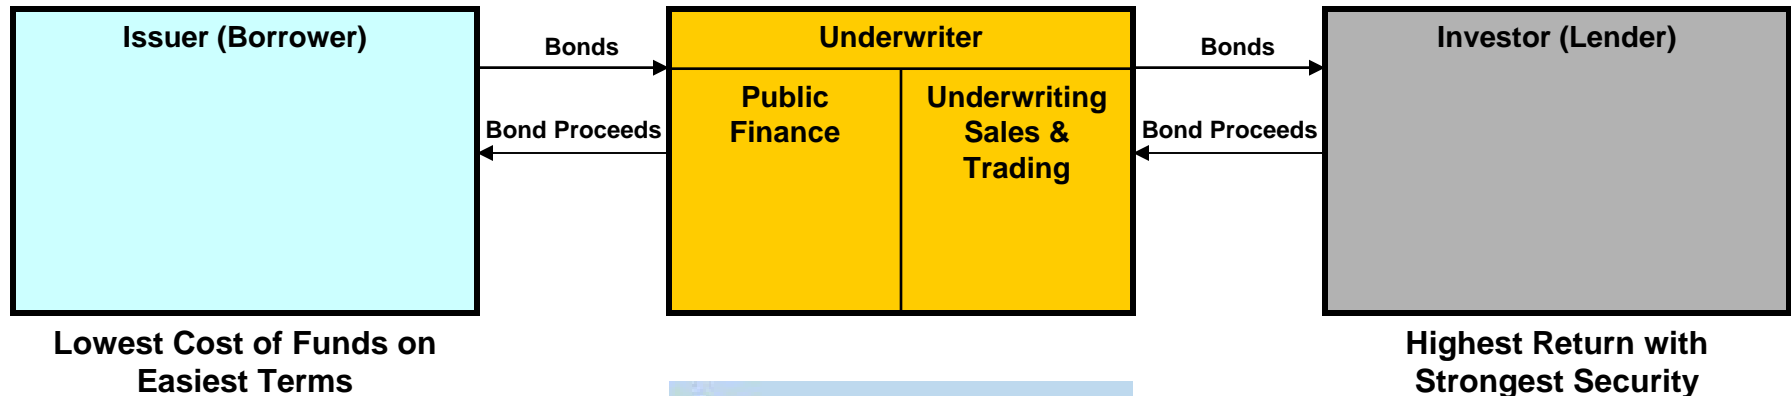 Issuer (Borrower)
Bonds
Bond Proceeds
Underwriter
Public
Finance
Underwriting
Sales &
Trading
Bonds
Bond Proceeds
Investor (Lender)
Lowest Cost of Funds on
Easiest Terms
Highest Return with
Strongest Security